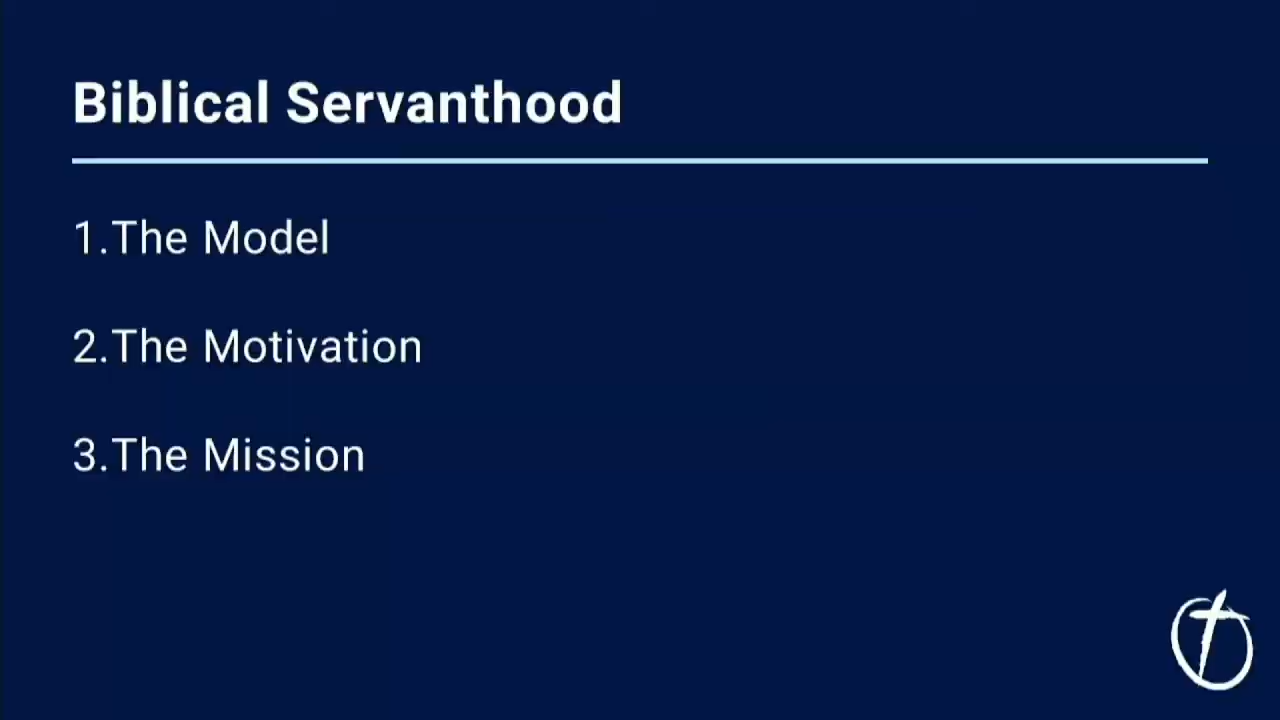 Biblical Servanthood
1.The Model
2.The Motivation
3.The Mission